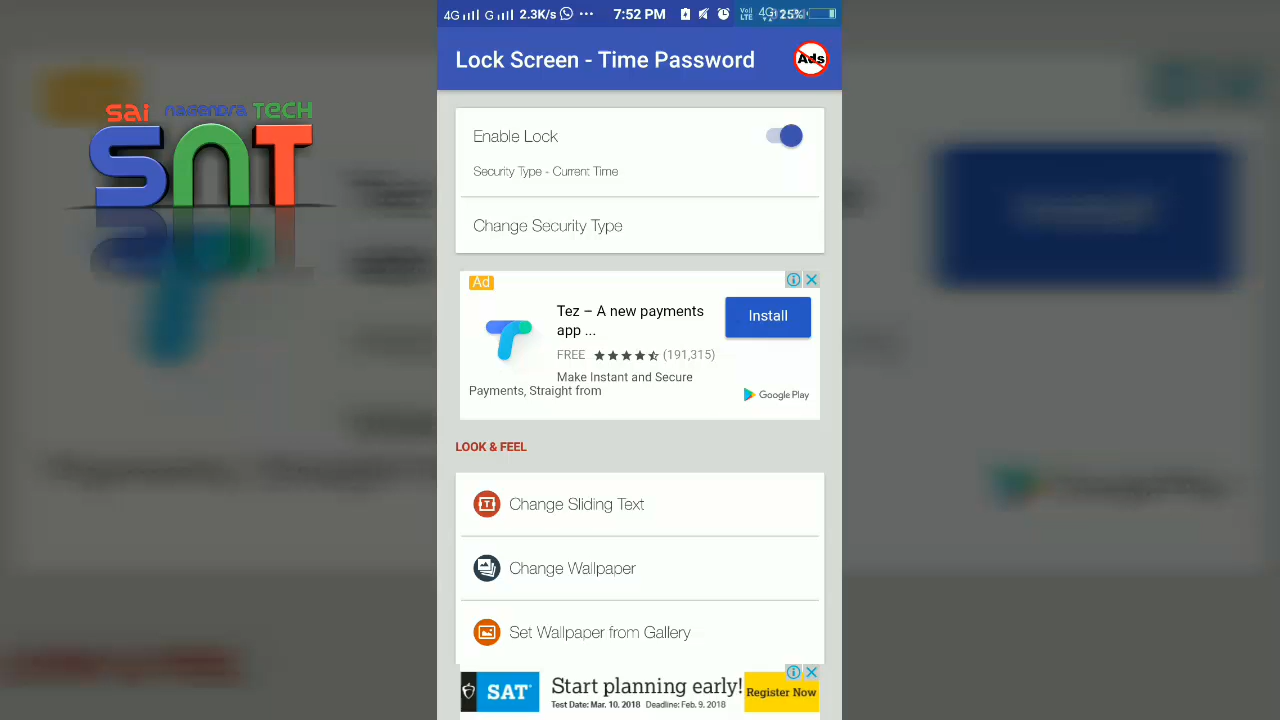 4G G 2.3K/s 7:52 PM VoLTE 4G 25%
Lock Screen - Time Password
Ads
sai nagendra TECH
SNT
Enable Lock
Security Type - Current Time
Change Security Type
Ad
Tez – A new payments
app ...
Install
FREE (191,315)
Make Instant and Secure
Payments, Straight from
Google Play
LOOK & FEEL
Change Sliding Text
Change Wallpaper
Set Wallpaper from Gallery
SAT
Start planning early!
Test Date: Mar. 10, 2018 Deadline: Feb. 9, 2018
Register Now